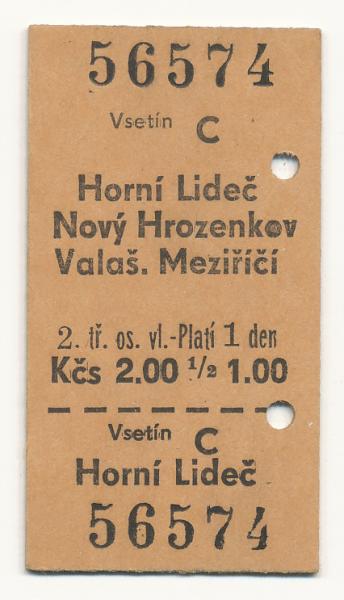 56574
Vsetín C
Horní Lideč
Nový Hrozenkov
Valaš. Meziříčí
2. tř. os. vl.-Platí 1 den
Kčs 2.00 ½ 1.00
Vsetín C
Horní Lideč
56574